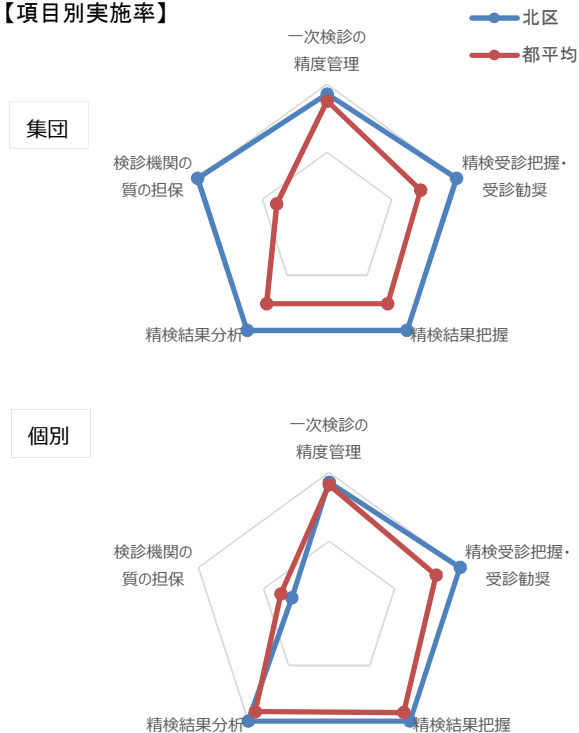 【項目別実施率】
北区
都平均
集団
一次検診の
精度管理
精検受診把握・
受診勧奨
精検結果把握
精検結果分析
検診機関の
質の担保
個別
一次検診の
精度管理
精検受診把握・
受診勧奨
精検結果把握
精検結果分析
検診機関の
質の担保